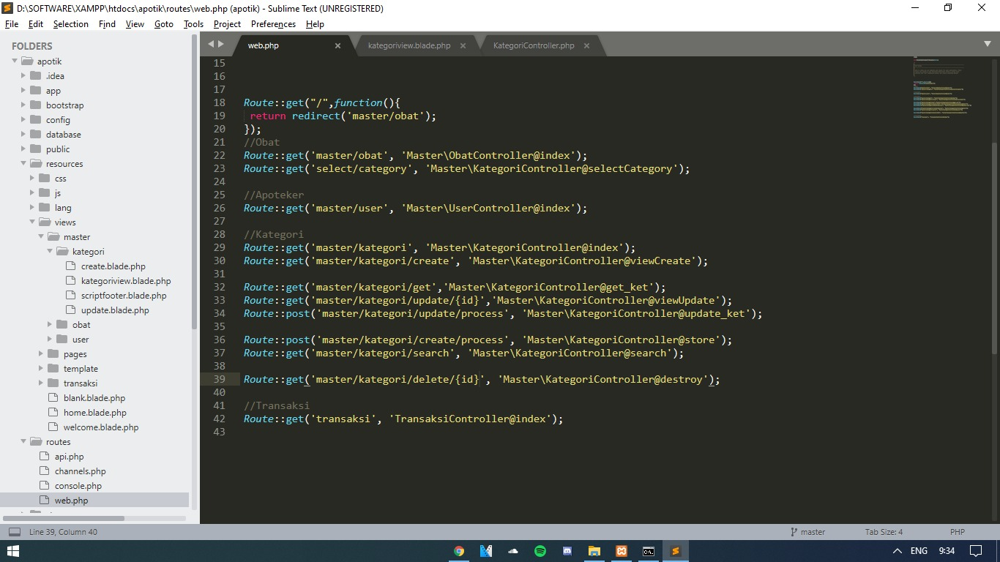 D:\SOFTWARE\XAMPP\htdocs\apotik\routes\web.php (apotik) - Sublime Text (UNREGISTERED)
File Edit Selection Find View Goto Tools Project Preferences Help
FOLDERS
apotik
.idea
app
bootstrap
config
database
public
resources
css
js
lang
views
master
kategori
create.blade.php
kategoriview.blade.php
scriptfooter.blade.php
update.blade.php
obat
user
pages
template
transaksi
blank.blade.php
home.blade.php
welcome.blade.php
routes
api.php
channels.php
console.php
web.php
web.php kategoriview.blade.php KategoriController.php
15
16
17
18 Route::get("/",function(){
19 return redirect('master/obat');
20 });
21 //Obat
22 Route::get('master/obat', 'Master\ObatController@index');
23 Route::get('select/category', 'Master\KategoriController@selectCategory');
24
25 //Apoteker
26 Route::get('master/user', 'Master\UserController@index');
27
28 //Kategori
29 Route::get('master/kategori', 'Master\KategoriController@index');
30 Route::get('master/kategori/create', 'Master\KategoriController@viewCreate');
31
32 Route::get('master/kategori/get','Master\KategoriController@get_ket');
33 Route::get('master/kategori/update/{id}','Master\KategoriController@viewUpdate');
34 Route::post('master/kategori/update/process', 'Master\KategoriController@update_ket');
35
36 Route::post('master/kategori/create/process', 'Master\KategoriController@store');
37 Route::get('master/kategori/search', 'Master\KategoriController@search');
38
39 Route::get('master/kategori/delete/{id}', 'Master\KategoriController@destroy');
40
41 //Transaksi
42 Route::get('transaksi', 'TransaksiController@index');
43
Line 39, Column 40
master
Tab Size: 4
PHP
ENG 9:34